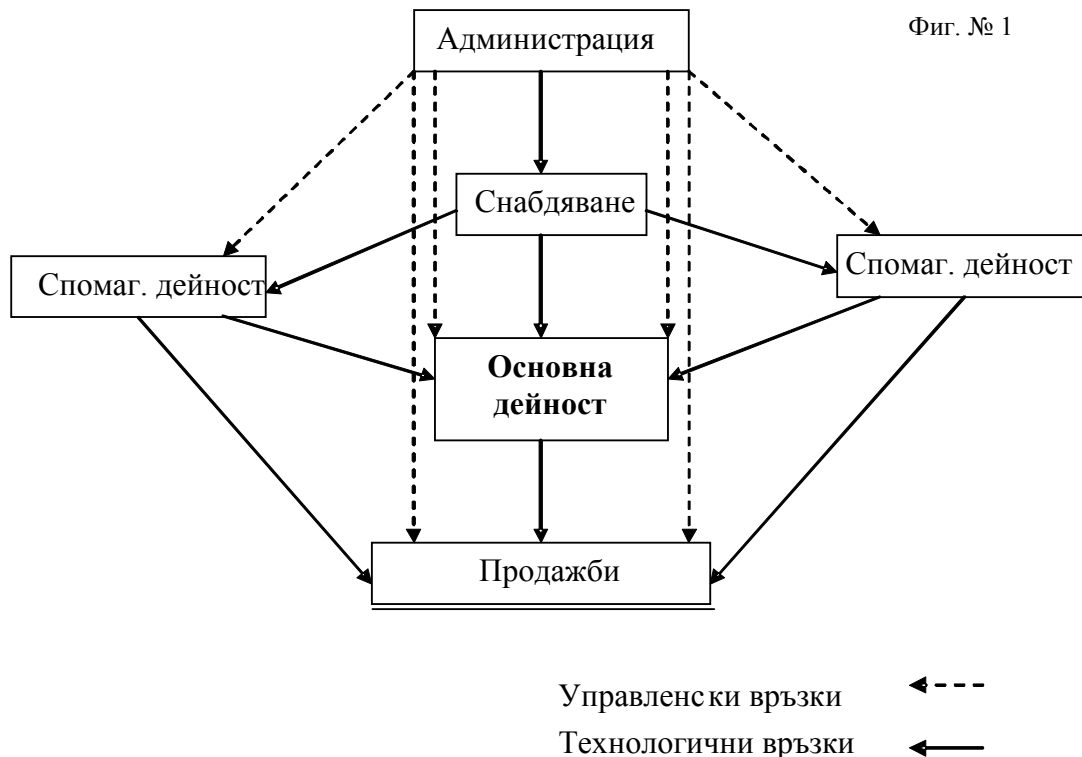 Фиг. № 1
Администрация
Снабдяване
Спомаг. дейност
Спомаг. дейност
Основна
дейност
Продажби
Управленски връзки
Технологични връзки